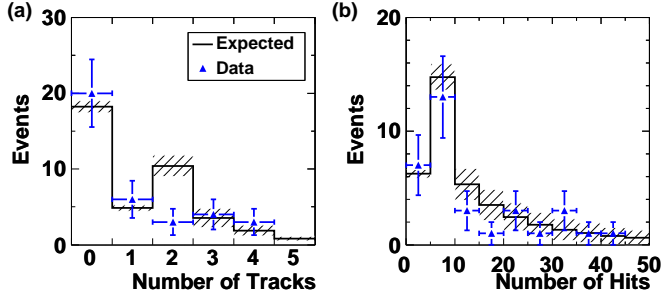 (a)
30
20
10
0
Events
Expected
Data
0 1 2 3 4 5
Number of Tracks
(b)
20
10
0
Events
0 10 20 30 40 50
Number of Hits